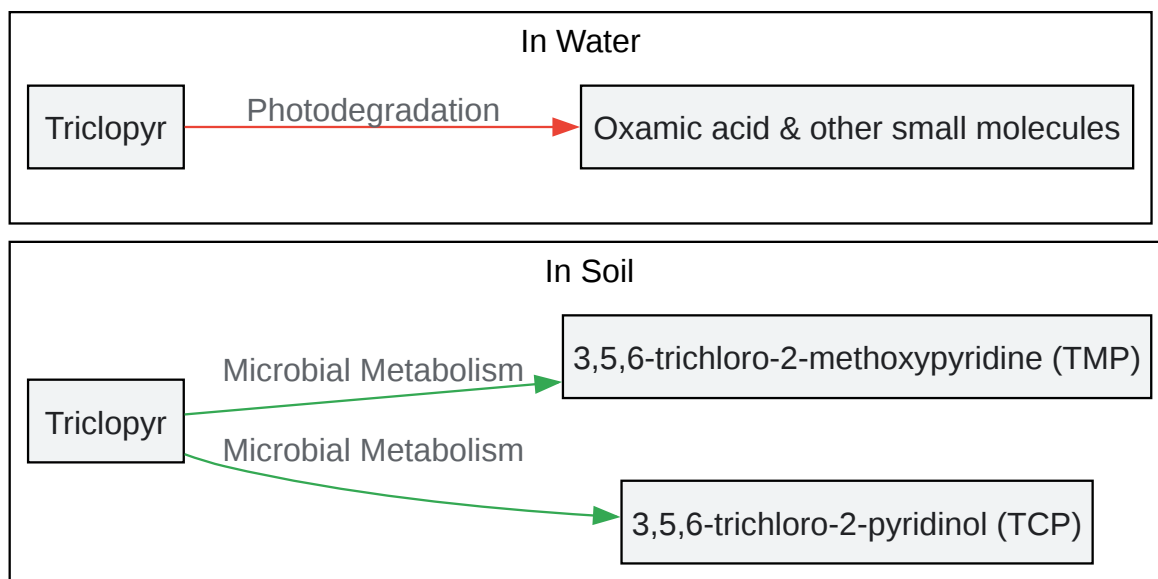 In Water
Triclopyr
Photodegradation
Oxamic acid & other small molecules
In Soil
Triclopyr
Microbial Metabolism
3,5,6-trichloro-2-methoxypyridine (TMP)
Microbial Metabolism
3,5,6-trichloro-2-pyridinol (TCP)